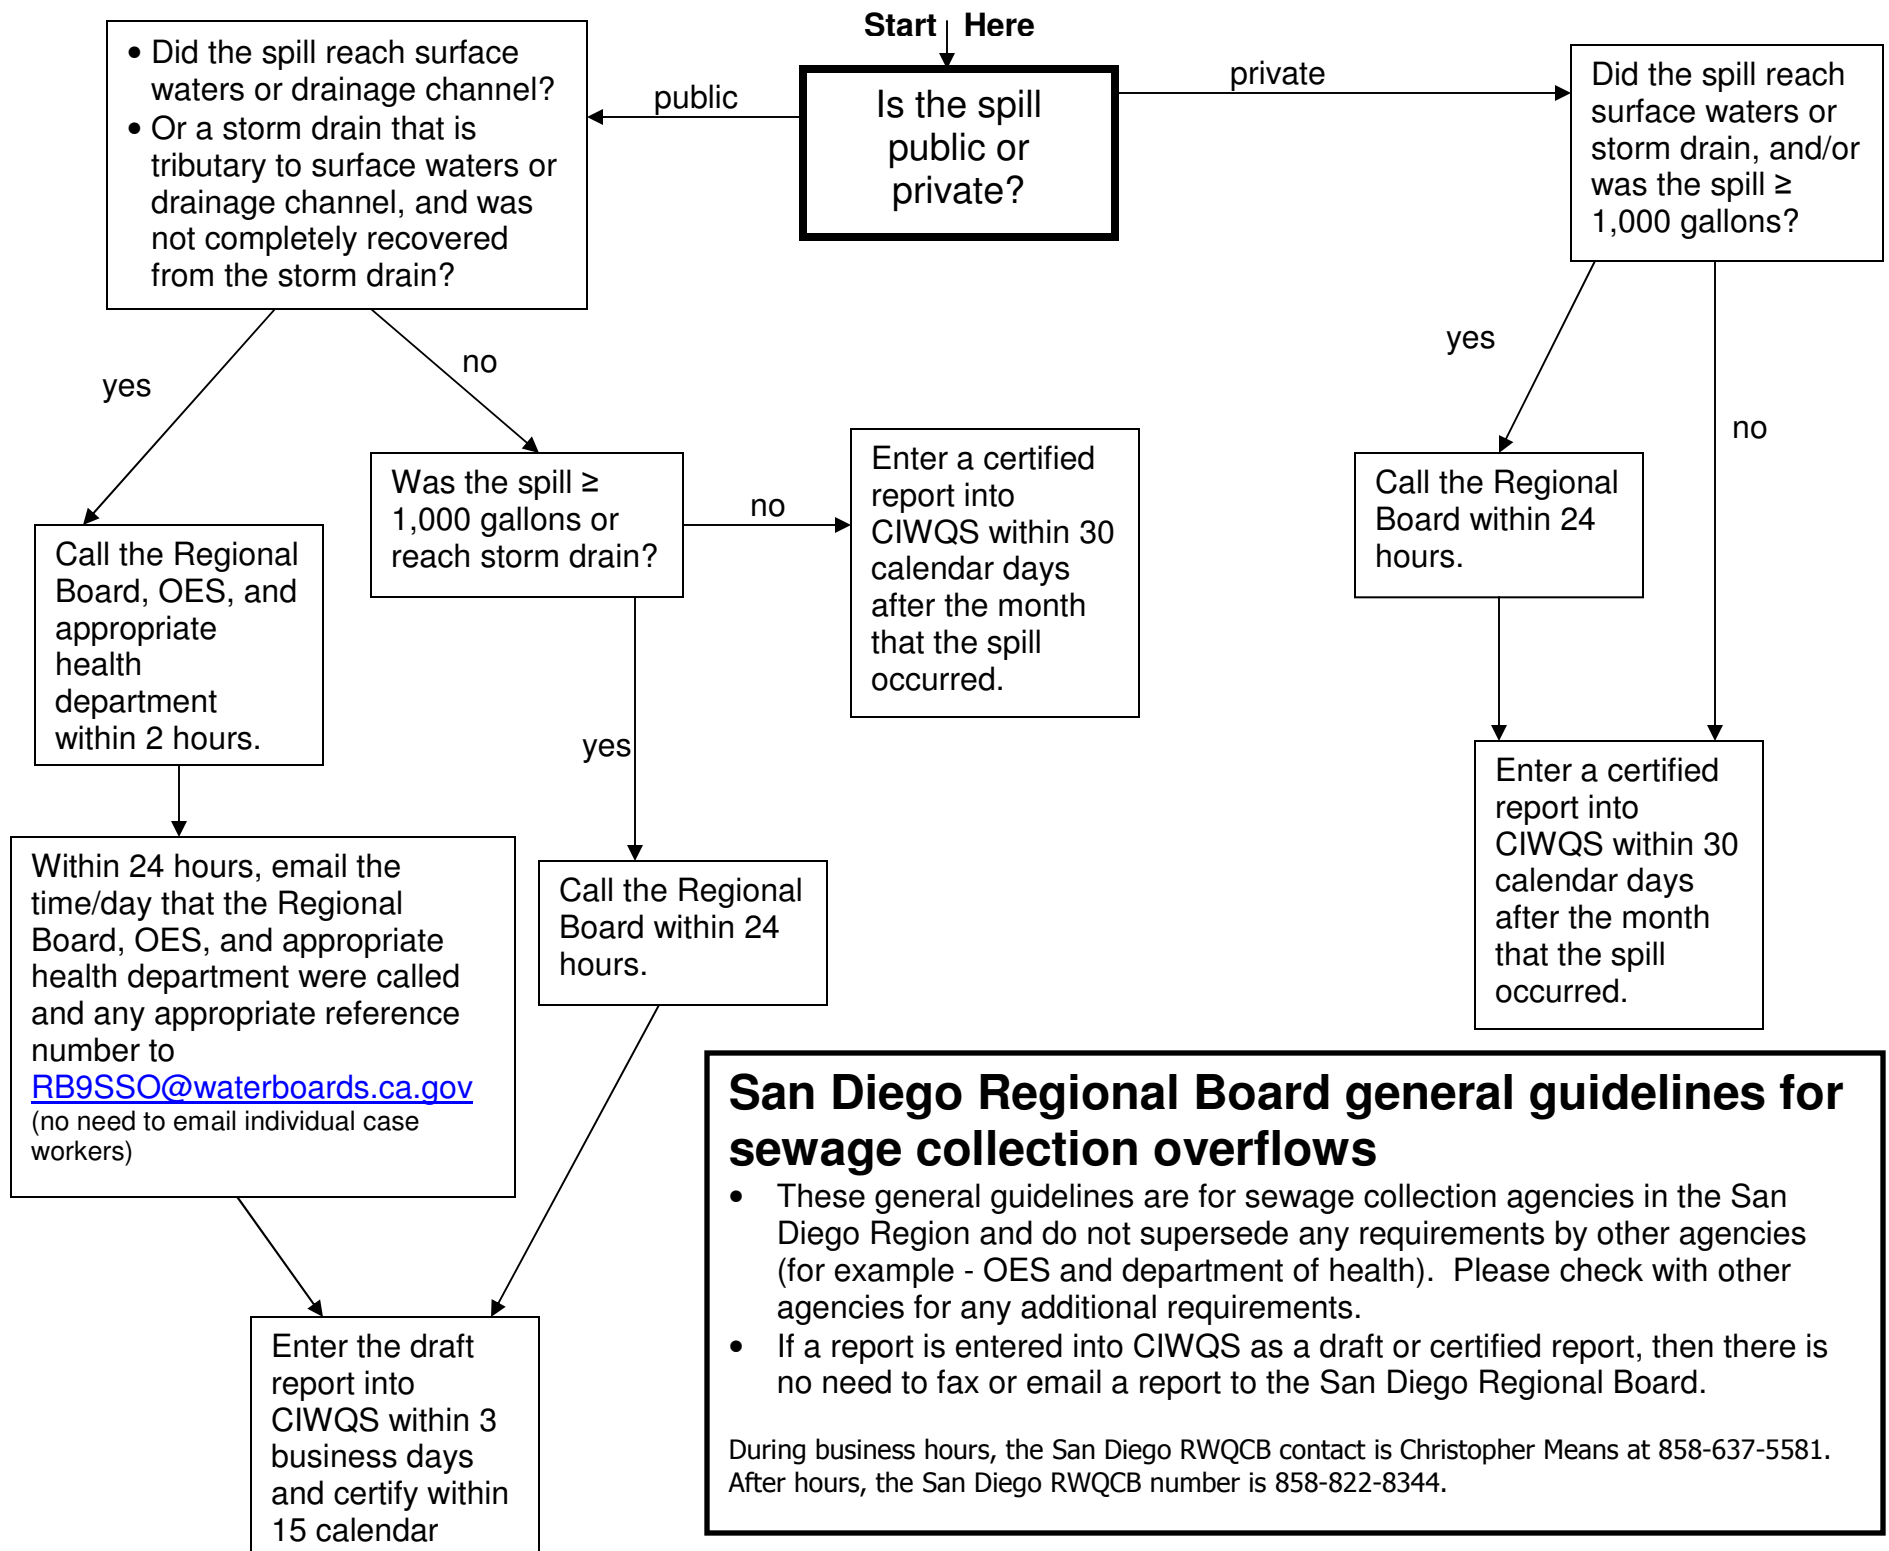 Start Here
Is the spill
public or
private?
public
private
• Did the spill reach surface
waters or drainage channel?
• Or a storm drain that is
tributary to surface waters or
drainage channel, and was
not completely recovered
from the storm drain?
yes
no
Call the Regional
Board, OES, and
appropriate
health
department
within 2 hours.
Within 24 hours, email the
time/day that the Regional
Board, OES, and appropriate
health department were called
and any appropriate reference
number to
RB9SSO@waterboards.ca.gov
(no need to email individual case
workers)
Was the spill ≥
1,000 gallons or
reach storm drain?
no
yes
Enter a certified
report into
CIWQS within 30
calendar days
after the month
that the spill
occurred.
Call the Regional
Board within 24
hours.
Enter the draft
report into
CIWQS within 3
business days
and certify within
15 calendar
Did the spill reach
surface waters or
storm drain, and/or
was the spill ≥
1,000 gallons?
yes
no
Call the Regional
Board within 24
hours.
Enter a certified
report into
CIWQS within 30
calendar days
after the month
that the spill
occurred.
San Diego Regional Board general guidelines for
sewage collection overflows
• These general guidelines are for sewage collection agencies in the San
Diego Region and do not supersede any requirements by other agencies
(for example - OES and department of health). Please check with other
agencies for any additional requirements.
• If a report is entered into CIWQS as a draft or certified report, then there is
no need to fax or email a report to the San Diego Regional Board.
During business hours, the San Diego RWQCB contact is Christopher Means at 858-637-5581.
After hours, the San Diego RWQCB number is 858-822-8344.